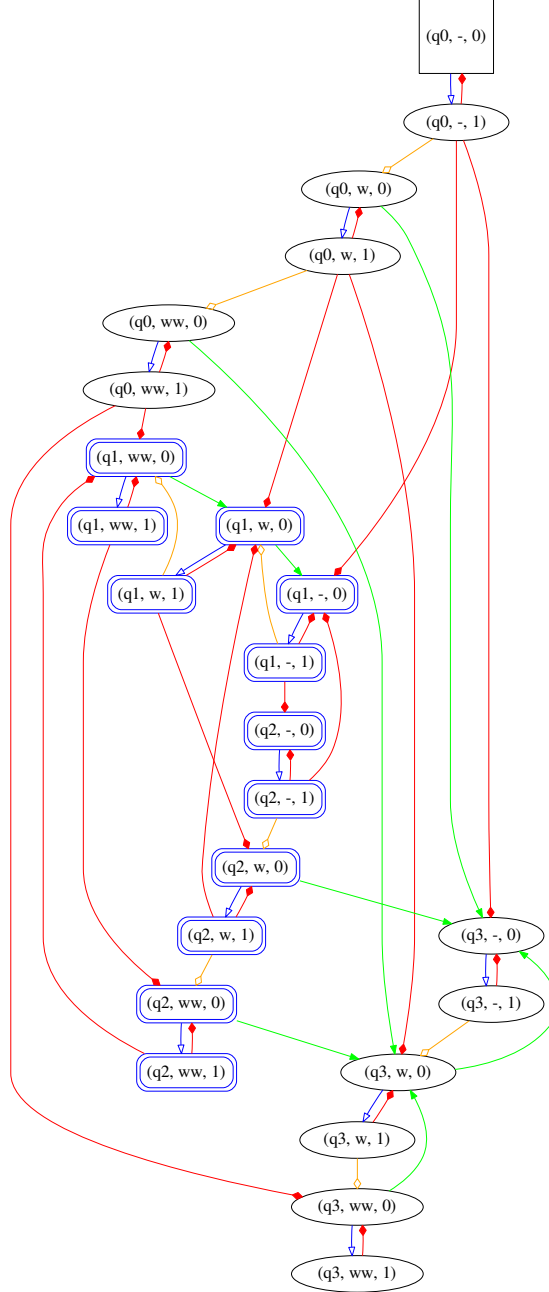 (q0, -, 0)
(q0, -, 1)
(q0, w, 0)
(q0, w, 1)
(q0, ww, 0)
(q0, ww, 1)
(q1, ww, 0)
(q1, ww, 1)
(q1, w, 0)
(q1, w, 1)
(q1, -, 0)
(q1, -, 1)
(q2, -, 0)
(q2, -, 1)
(q2, w, 0)
(q2, w, 1)
(q3, -, 0)
(q2, ww, 0)
(q3, -, 1)
(q2, ww, 1)
(q3, w, 0)
(q3, w, 1)
(q3, ww, 0)
(q3, ww, 1)